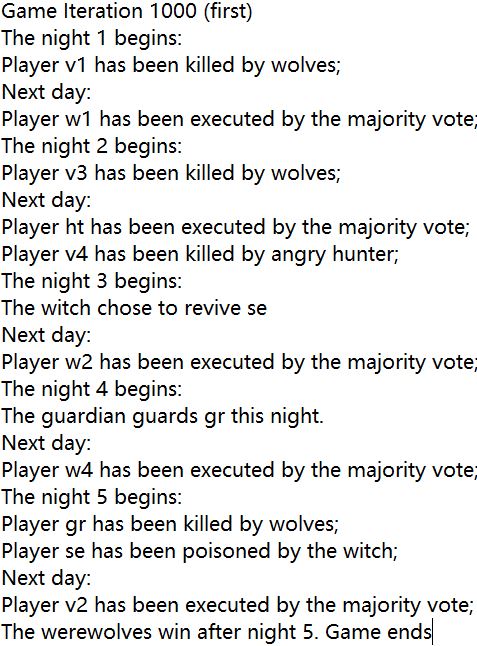 Game Iteration 1000 (first)
The night 1 begins:
Player v1 has been killed by wolves;
Next day:
Player w1 has been executed by the majority vote;
The night 2 begins:
Player v3 has been killed by wolves;
Next day:
Player ht has been executed by the majority vote;
Player v4 has been killed by angry hunter;
The night 3 begins:
The witch chose to revive se
Next day:
Player w2 has been executed by the majority vote;
The night 4 begins:
The guardian guards gr this night.
Next day:
Player w4 has been executed by the majority vote;
The night 5 begins:
Player gr has been killed by wolves;
Player se has been poisoned by the witch;
Next day:
Player v2 has been executed by the majority vote;
The werewolves win after night 5. Game ends